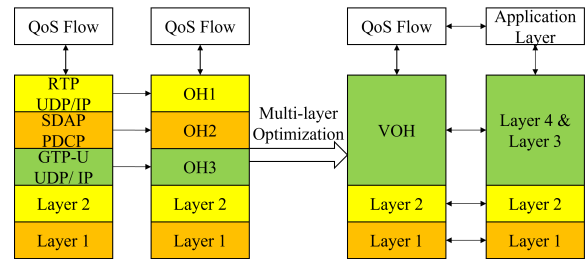 QoS Flow
QoS Flow
QoS Flow
Application
Layer
RTP
UDP/IP
SDAP
PDCP
GTP-U
UDP/ IP
Layer 2
Layer 1
OH1
OH2
OH3
Layer 2
Layer 1
Multi-layer
Optimization
VOH
Layer 2
Layer 1
Layer 4 &
Layer 3
Layer 2
Layer 1